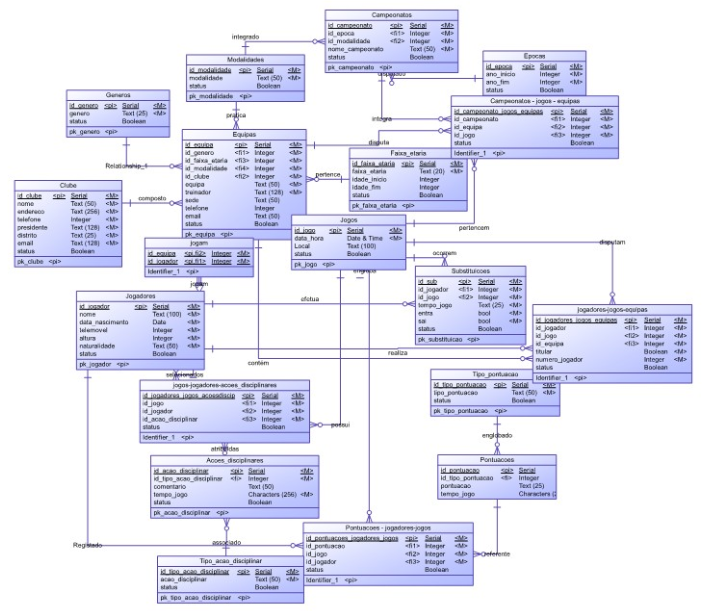 Campeonatos
id_campeonato <pi> Serial <M>
id_epoca <fi1> Integer <M>
id_modalidade <fi2> Integer <M>
nome_campeonato Text (50) <M>
status Boolean
pk_campeonato <pi>
integrado
Modalidades
id_modalidade <pi> Serial <M>
modalidade Text (50) <M>
status Boolean
pk_modalidade <pi>
Epocas
id_epoca <pi> Serial <M>
ano_inicio Integer <M>
ano_fim Integer <M>
status Boolean
Generos
id_genero <pi> Serial <M>
genero Text (25) <M>
status Boolean
pk_genero <pi>
Campeonatos - jogos - equipas
id_campeonato_jogos_equipas <pi> Serial <M>
id_campeonato <fi1> Integer <M>
id_equipa <fi2> Integer <M>
id_jogo <fi3> Integer <M>
status Boolean
Identifier_1 <pi>
pratica
integra
disputa
Relationship_1
Equipas
id_equipa <pi> Serial <M>
id_genero <fi1> Integer <M>
id_faixa_etaria <fi3> Integer <M>
id_modalidade <fi4> Integer <M>
id_clube <fi2> Integer <M>
equipa Text (50) <M>
treinador Text (128) <M>
sede Text (50) <M>
telefone Integer <M>
email Text (50) <M>
status Boolean
pk_equipa <pi>
Faixa_etaria
id_faixa_etaria <pi> Serial <M>
faixa_etaria Text (20) <M>
idade_inicio Integer
idade_fim Integer
status Boolean
pk_faixa_etaria <pi>
pertence
Clube
id_clube <pi> Serial <M>
nome Text (50) <M>
endereco Text (256) <M>
telefone Integer <M>
presidente Text (128) <M>
distrito Text (25) <M>
email Text (128) <M>
status Boolean
pk_clube <pi>
composto
Jogos
id_jogo <pi> Serial <M>
data_hora Date & Time <M>
Local Text (100) <M>
status Boolean
pk_jogo <pi>
pertencem
disputam
ocorrem
jogam
id_equipa <pi,fi2> Integer <M>
id_jogador <pi,fi1> Integer <M>
Identifier_1 <pi>
jogam
Substituicoes
id_sub <pi> Serial <M>
id_jogador <fi1> Integer <M>
id_jogo <fi2> Integer <M>
tempo_jogo Text (25) <M>
entra bool <M>
sai bool <M>
status Boolean
pk_substituicao <pi>
Jogadores
id_jogador <pi> Serial <M>
nome Text (100) <M>
data_nascimento Date <M>
telemovel Integer <M>
altura Integer <M>
naturalidade Text (50) <M>
status Boolean
pk_jogador <pi>
efetua
realiza
contém
jogadores-jogos-equipas
id_jogadores_jogos_equipas <pi> Serial <M>
id_jogador <fi1> Integer <M>
id_jogo <fi2> Integer <M>
id_equipa <fi3> Integer <M>
titular Boolean <M>
numero_jogador Integer <M>
status Boolean
Identifier_1 <pi>
selecionados
jogos-jogadores-acoes_disciplinares
id_jogadores_jogos_acoesdiscip <pi> Serial <M>
id_jogo <fi1> Integer <M>
id_jogador <fi2> Integer <M>
id_acao_disciplinar <fi3> Integer <M>
status Boolean
Identifier_1 <pi>
possui
Tipo_pontuacao
id_tipo_pontuacao <pi> Serial
tipo_pontuacao Text (50)
status Boolean
pk_tipo_pontuacao <pi>
englobado
atribuidas
Acoes_disciplinares
id_acao_disciplinar <pi> Serial <M>
id_tipo_acao_disciplinar <fi> Integer <M>
comentario Text (50)
tempo_jogo Characters (256) <M>
status Boolean
pk_acao_disciplinar <pi>
Pontuacoes
id_pontuacao <pi> Serial
id_tipo_pontuacao <fi> Integer
pontuacao Text (25)
tempo_jogo Characters (2
Pontuacoes - jogadores-jogos
id_pontuacoes_jogadores_jogos <pi> Serial <M>
id_pontuacao <fi1> Integer <M>
id_jogo <fi2> Integer <M>
id_jogador <fi3> Integer <M>
status Boolean
Identifier_1 <pi>
Registado
associado
referente
Tipo_acao_disciplinar
id_tipo_acao_disciplinar <pi> Serial <M>
acao_disciplinar Text (50) <M>
status Boolean
pk_tipo_acao_disciplinar <pi>